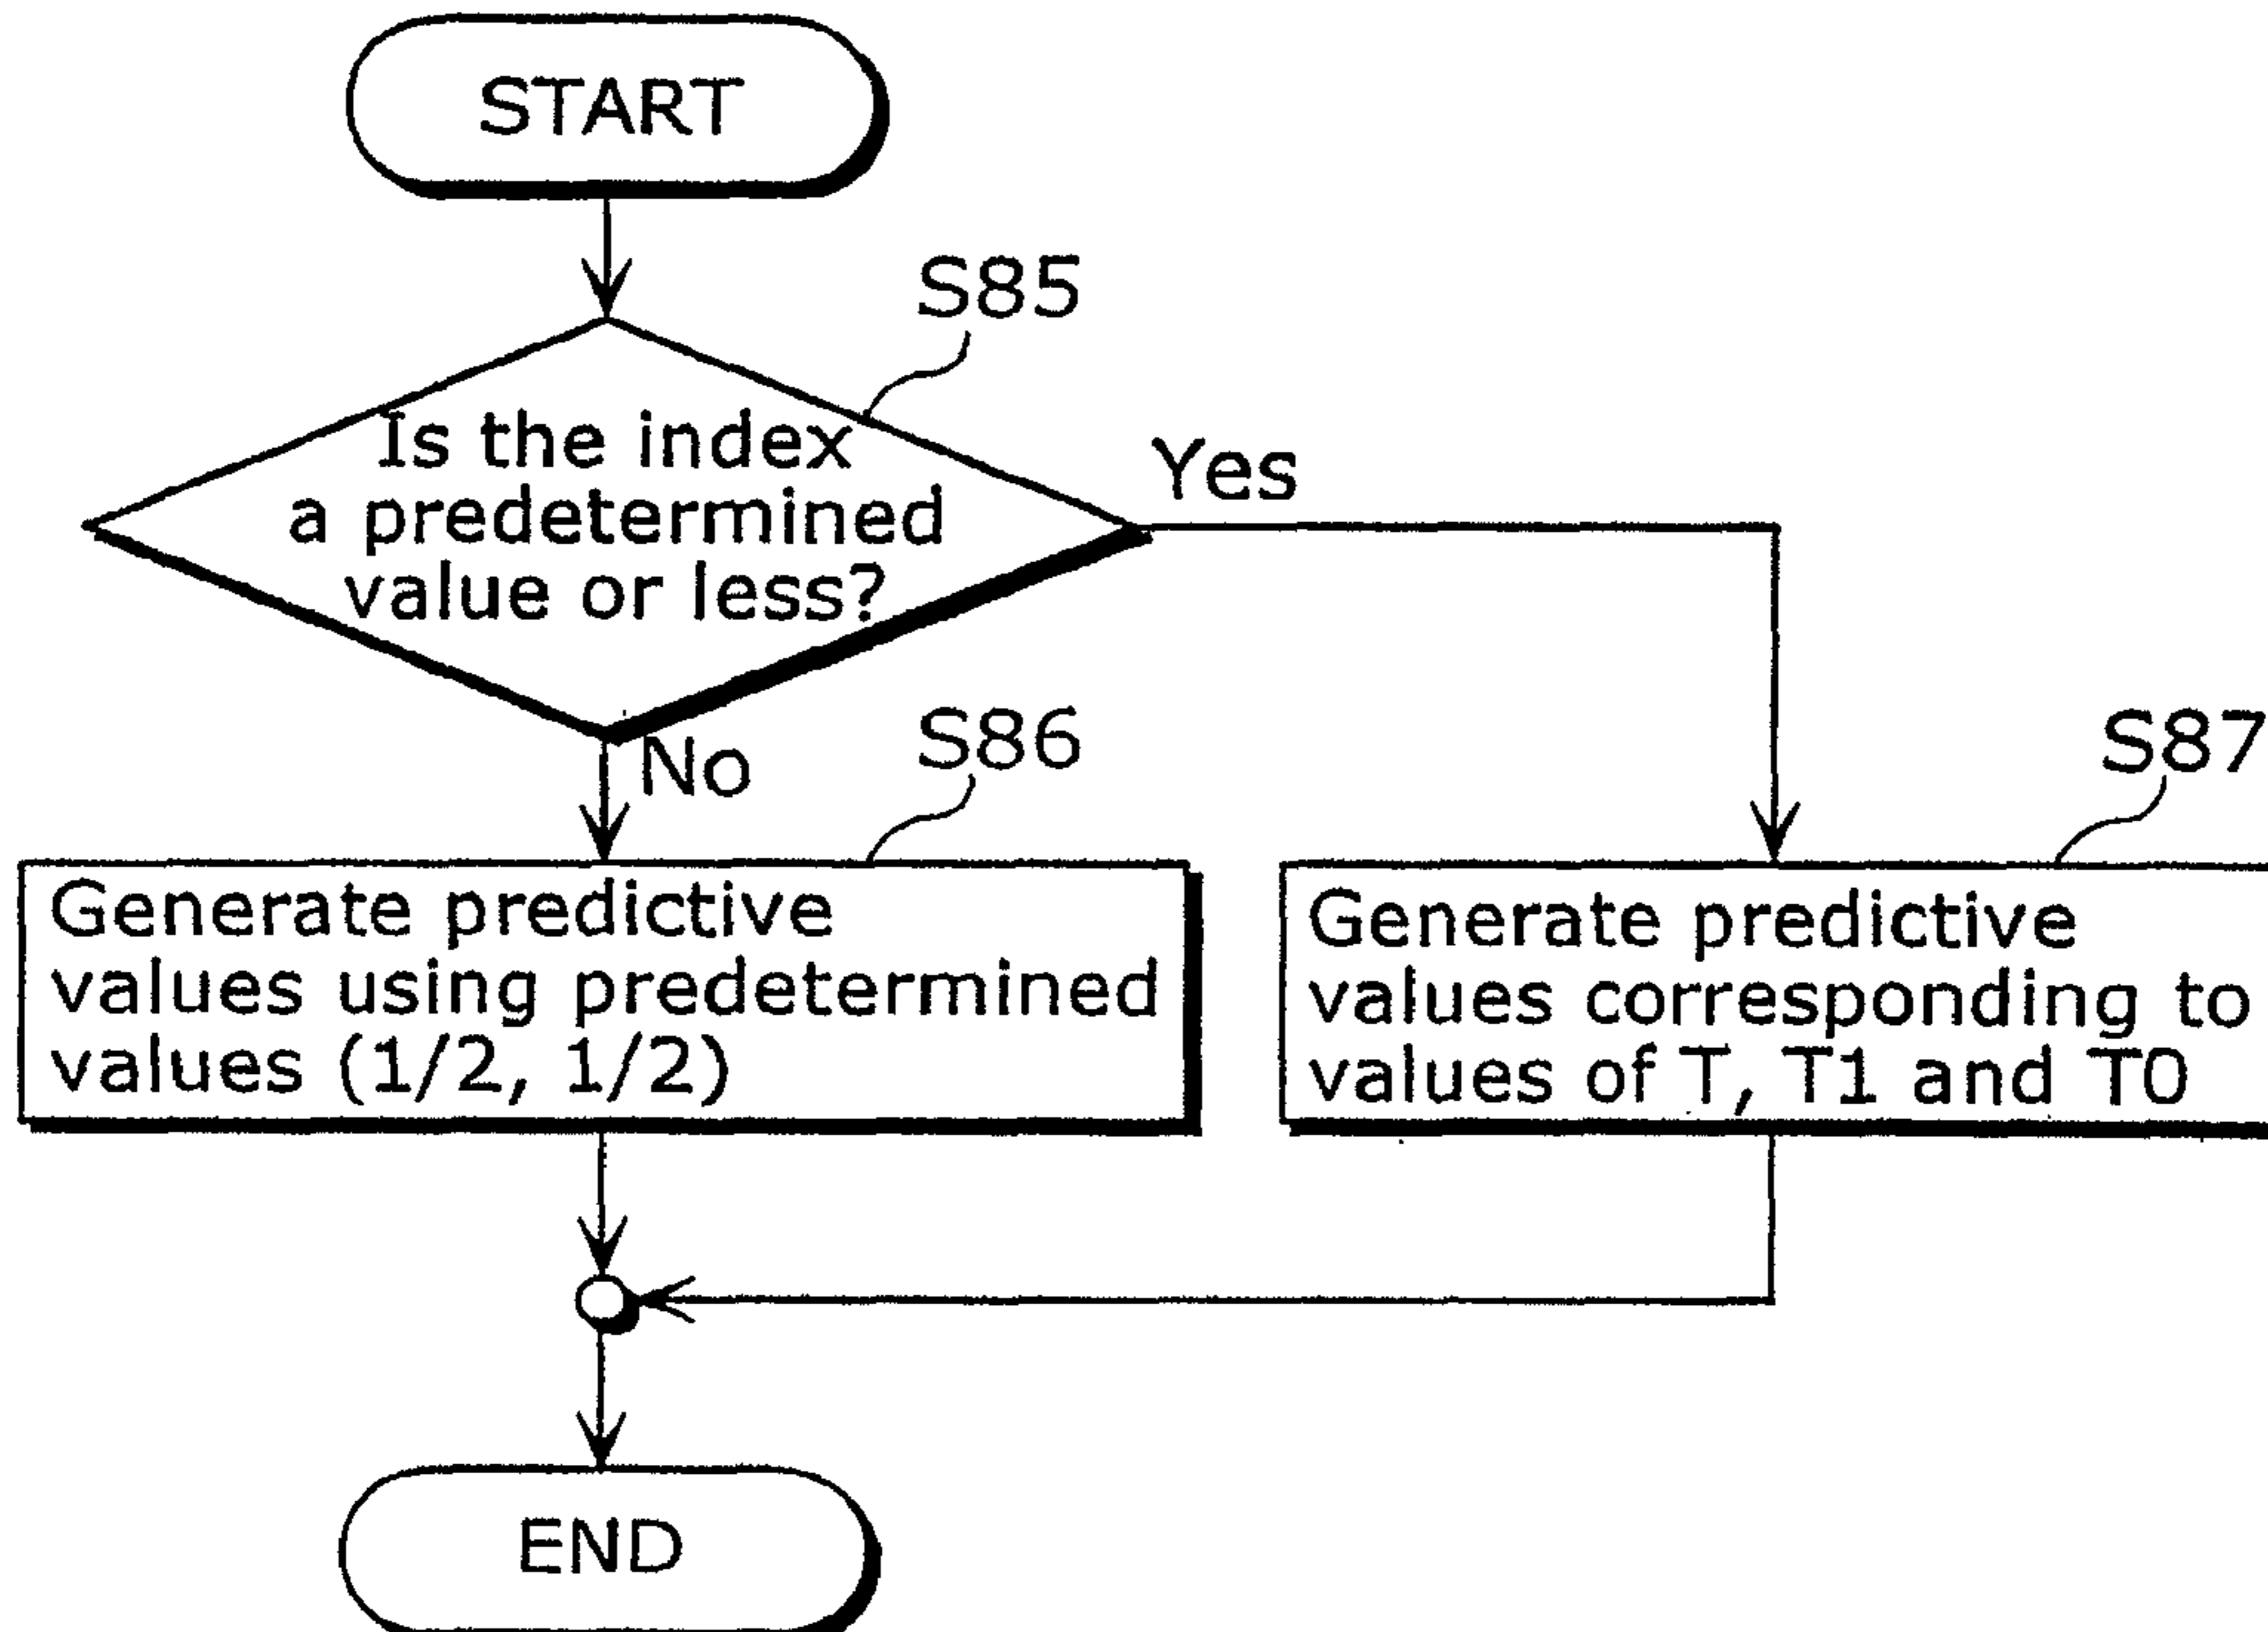 START
S85
Is the index
a predetermined
value or less?
Yes
No
S86
Generate predictive
values using predetermined
values (1/2, 1/2)
S87
Generate predictive
values corresponding to
values of T, T1 and T0
END